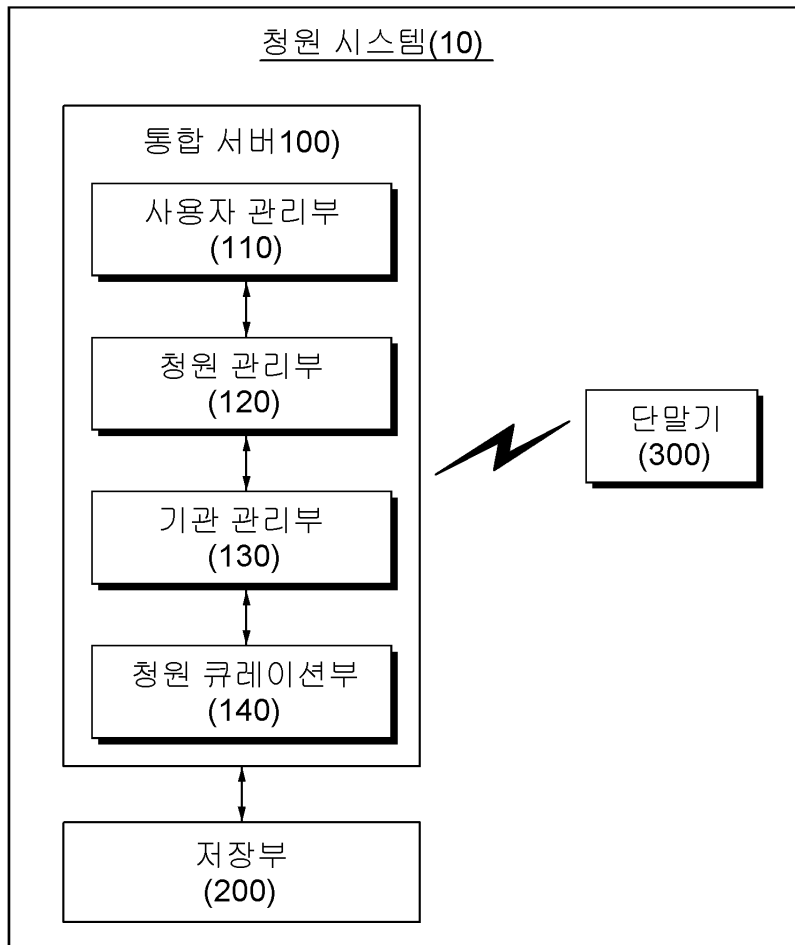 청원 시스템(10)
통합 서버100)
사용자 관리부
(110)
청원 관리부
(120)
기관 관리부
(130)
청원 큐레이션부
(140)
단말기
(300)
저장부
(200)